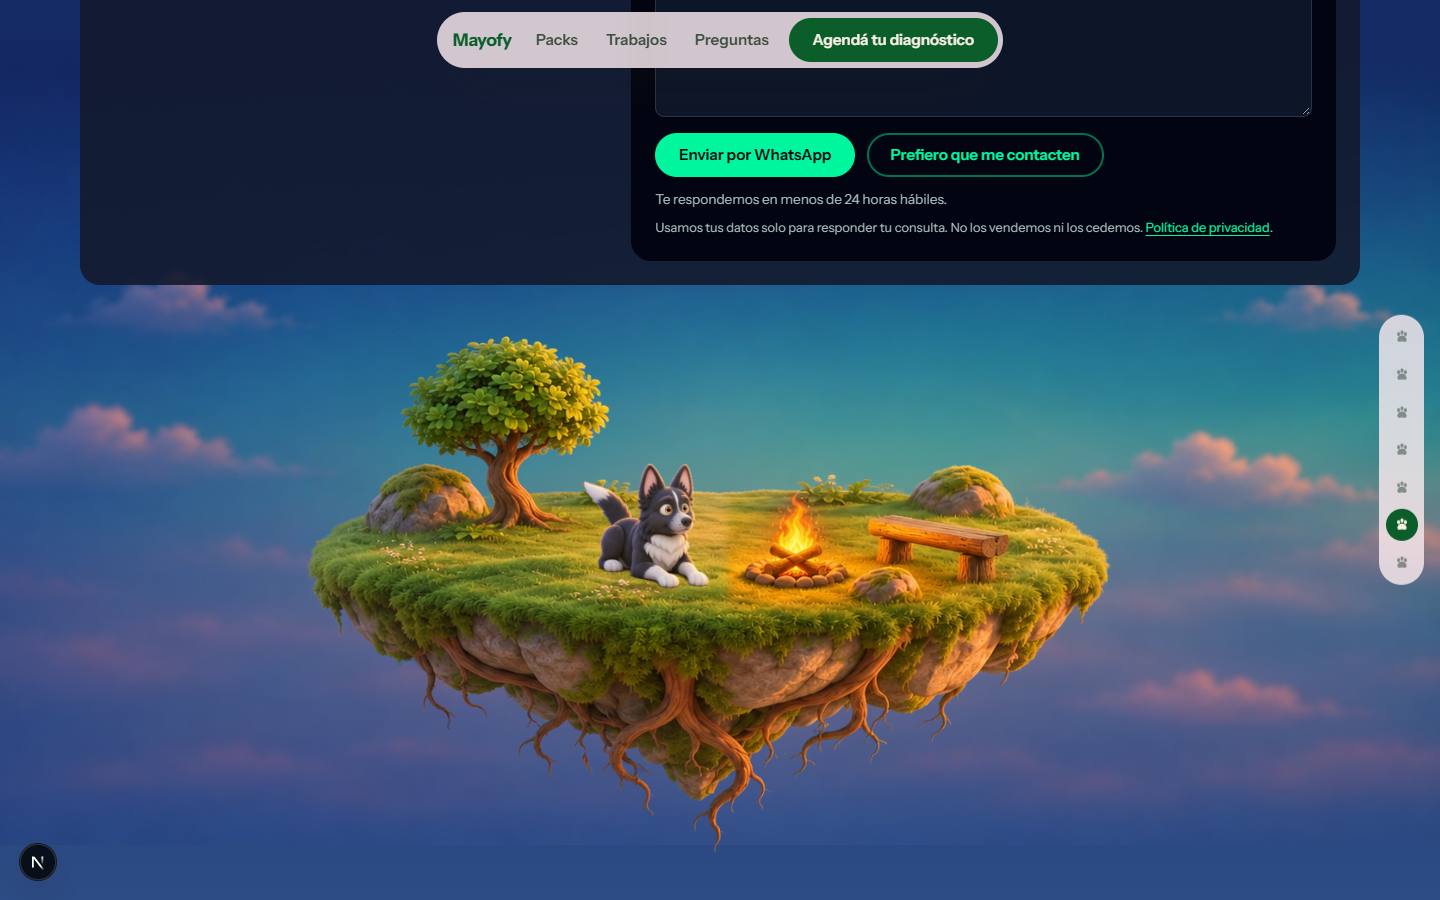 Mayofy Packs Trabajos Preguntas Agendá tu diagnóstico
Enviar por WhatsApp Prefiero que me contacten
Te respondemos en menos de 24 horas hábiles.
Usamos tus datos solo para responder tu consulta. No los vendemos ni los cedemos. Política de privacidad.
N